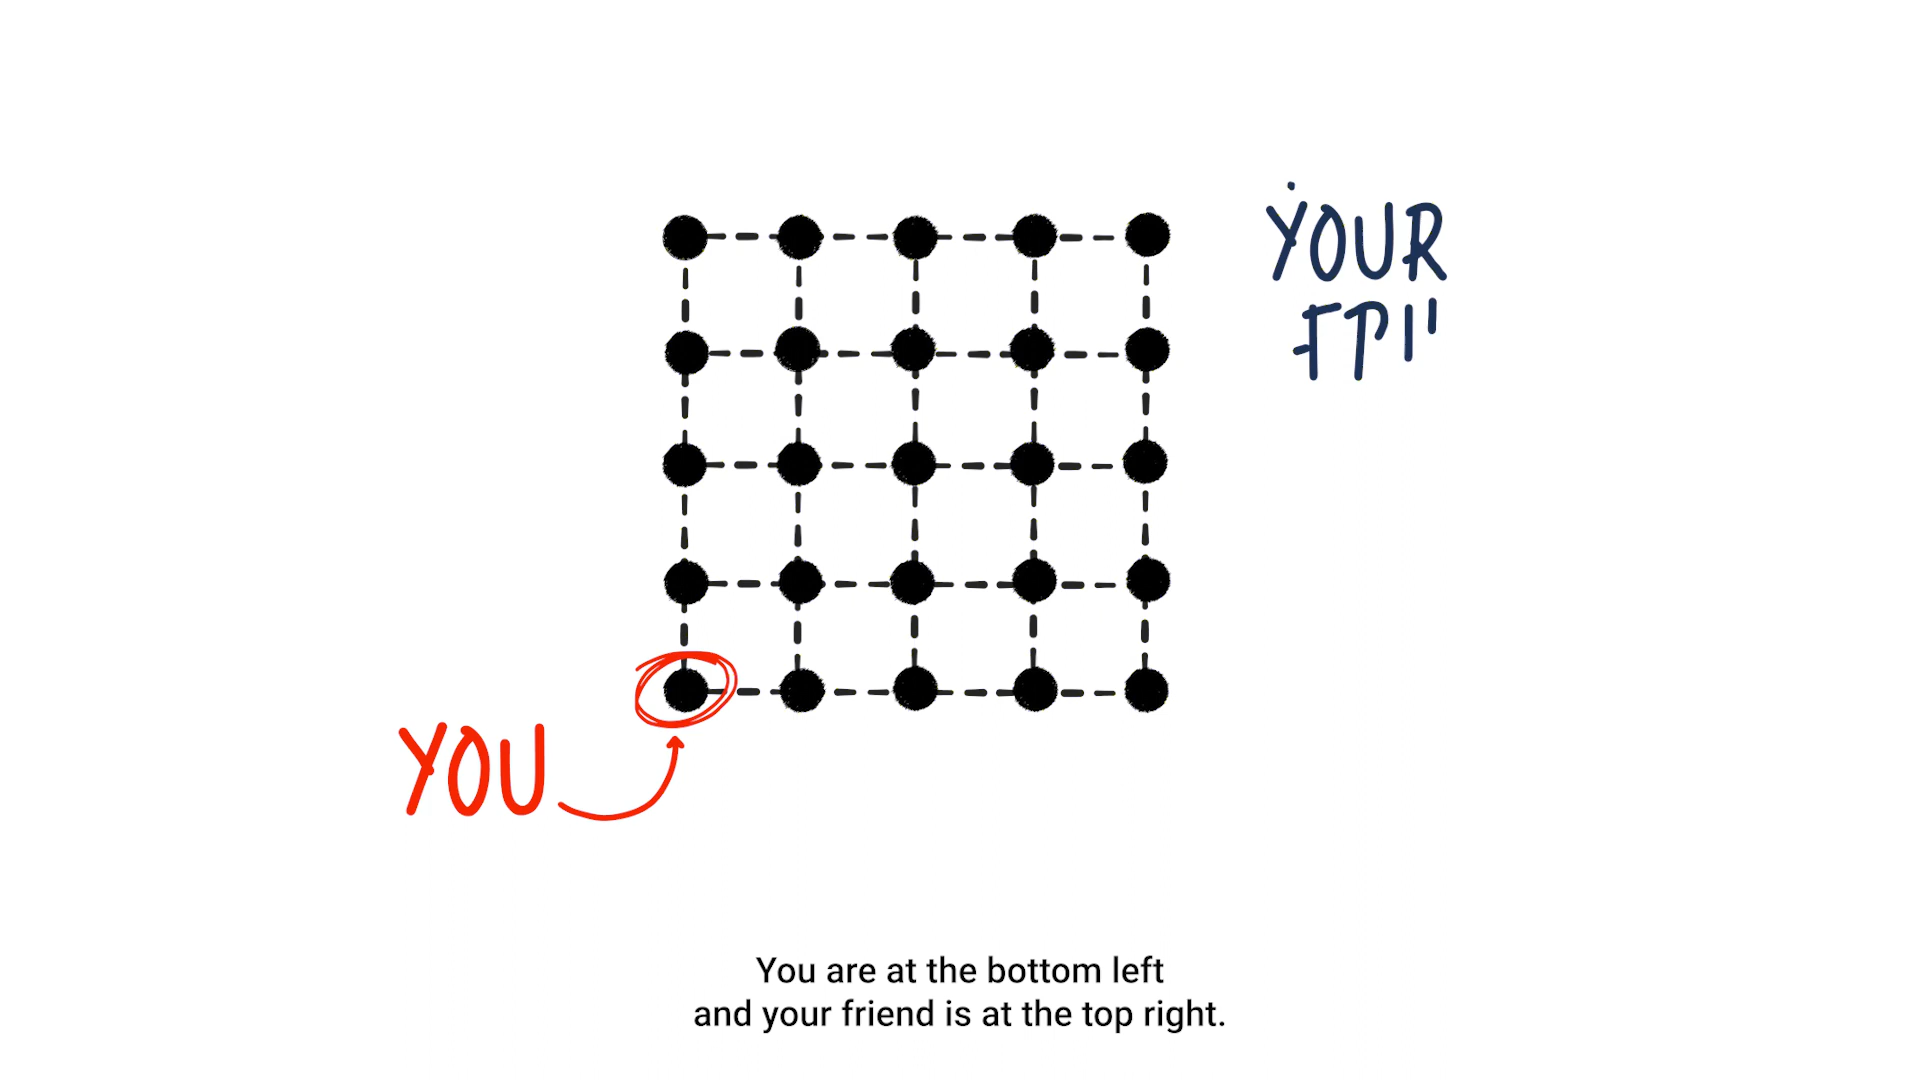 YOUR
YOU
You are at the bottom left
and your friend is at the top right.